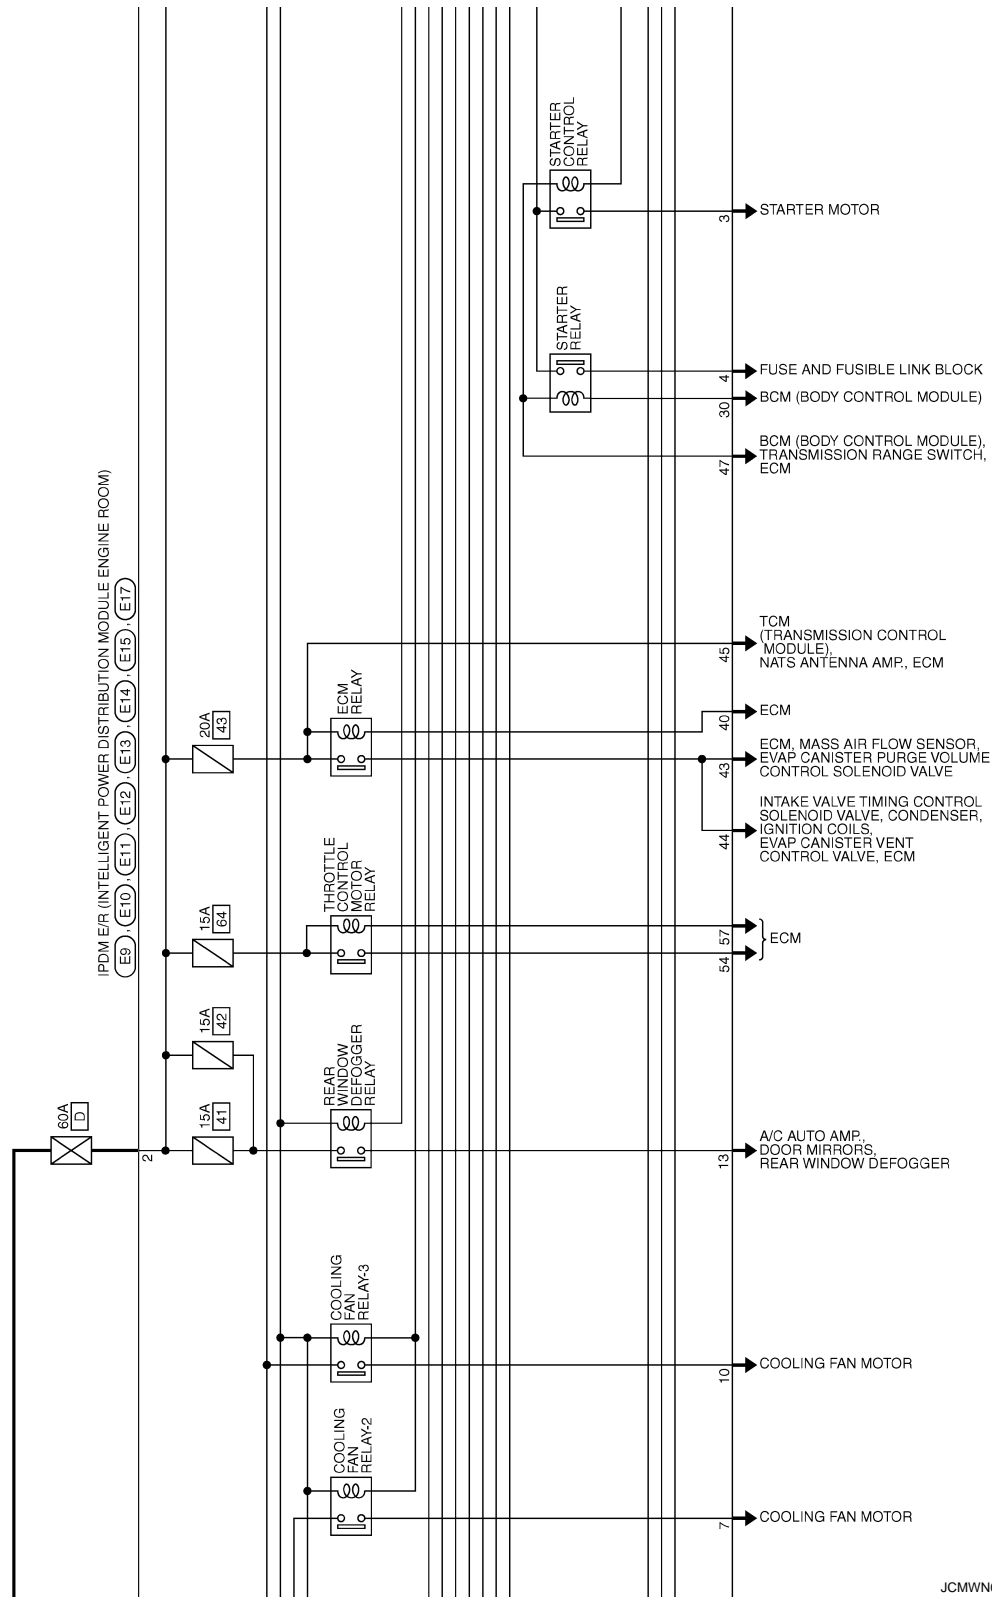 STARTER
CONTROL
RELAY
3
STARTER MOTOR
STARTER
RELAY
4
FUSE AND FUSIBLE LINK BLOCK
30
BCM (BODY CONTROL MODULE)
47
BCM (BODY CONTROL MODULE),
TRANSMISSION RANGE SWITCH,
ECM
IPDM E/R (INTELLIGENT POWER DISTRIBUTION MODULE ENGINE ROOM)
E9 , E10 , E11 , E12 , E13 , E14 , E15 , E17
45
TCM
(TRANSMISSION CONTROL
MODULE),
NATS ANTENNA AMP., ECM
20A
43
ECM
RELAY
40
ECM
43
ECM, MASS AIR FLOW SENSOR,
EVAP CANISTER PURGE VOLUME
CONTROL SOLENOID VALVE
44
INTAKE VALVE TIMING CONTROL
SOLENOID VALVE, CONDENSER,
IGNITION COILS,
EVAP CANISTER VENT
CONTROL VALVE, ECM
15A
64
THROTTLE
CONTROL
MOTOR
RELAY
57
54
ECM
15A
42
60A
D
2
15A
41
REAR
WINDOW
DEFOGGER
RELAY
13
A/C AUTO AMP.,
DOOR MIRRORS,
REAR WINDOW DEFOGGER
COOLING
FAN
RELAY-3
10
COOLING FAN MOTOR
COOLING
FAN
RELAY-2
7
COOLING FAN MOTOR